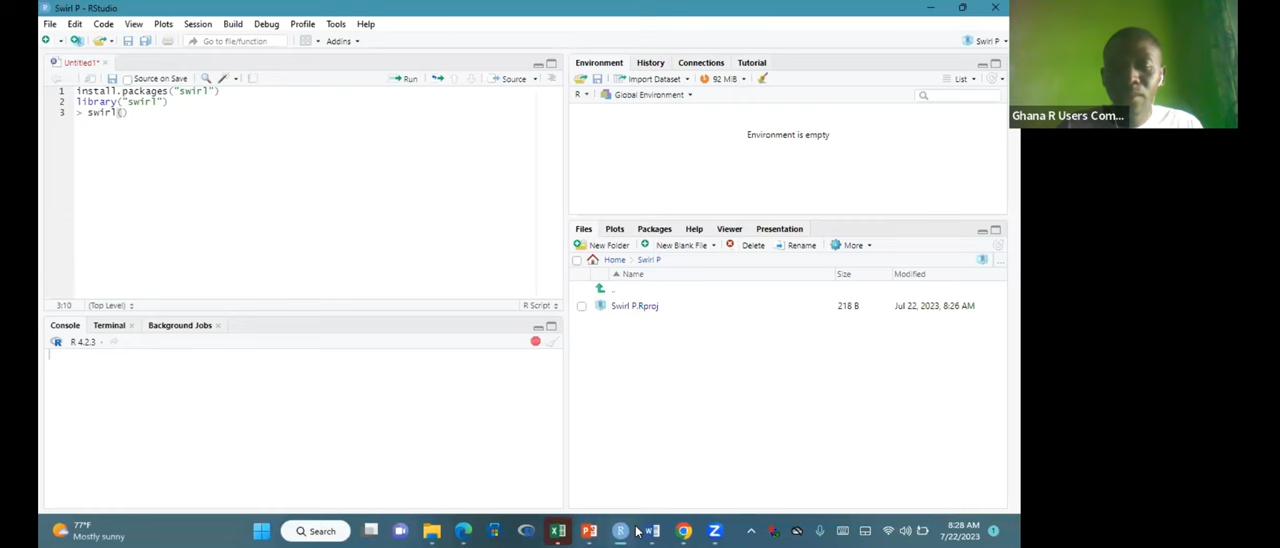 Swirl P - RStudio
File Edit Code View Plots Session Build Debug Profile Tools Help
Go to file/function Addins Swirl P
Untitled1*
Source on Save Run Source
1 install.packages("swirl")
2 library("swirl")
3 > swirl()
3:10 (Top Level) R Script
Console Terminal Background Jobs
R 4.2.3
Environment History Connections Tutorial
Import Dataset 92 MiB List
R Global Environment
Environment is empty
Files Plots Packages Help Viewer Presentation
New Folder New Blank File Delete Rename More
Home Swirl P
Name Size Modified
..
Swirl P.Rproj 218 B Jul 22, 2023, 8:26 AM
Ghana R Users Com...
77°F
Mostly sunny
Search
8:28 AM
7/22/2023
1